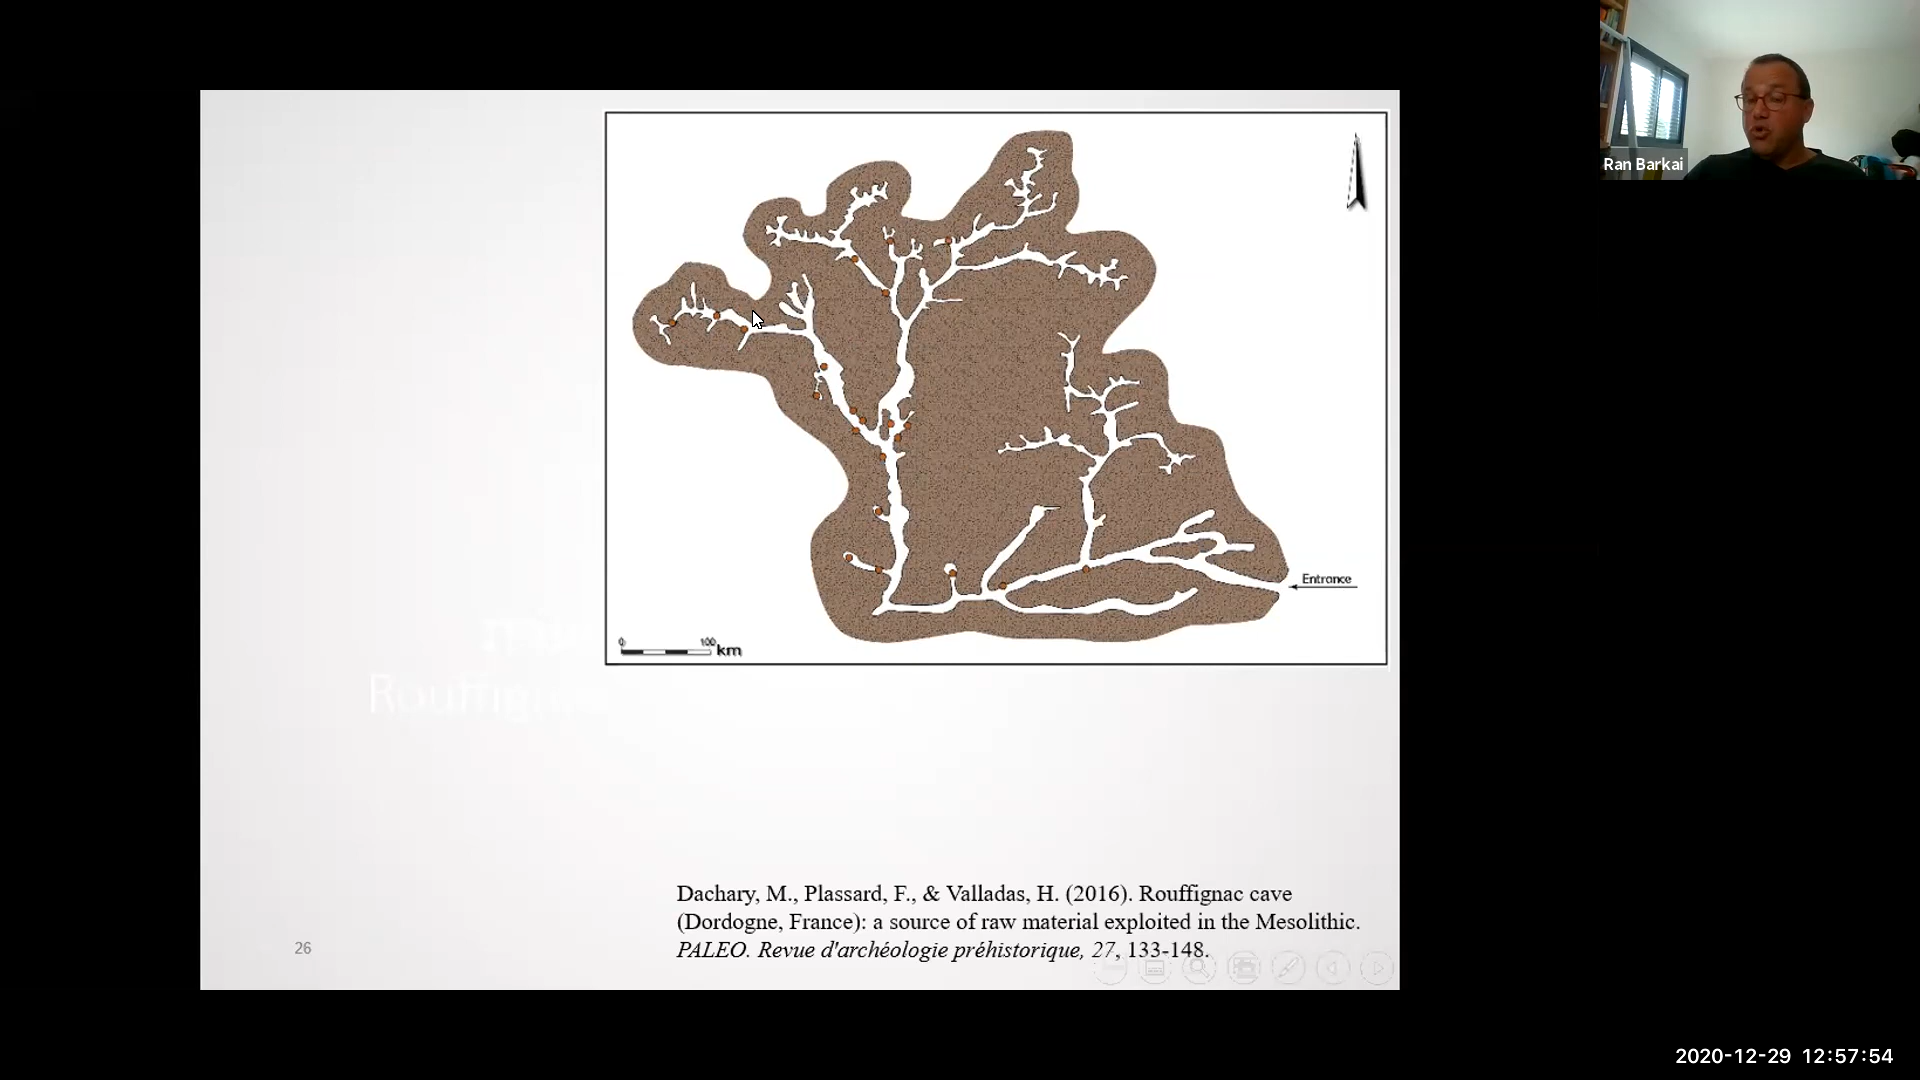 Ran Barkai
Entrance
0 100 km
Rouffignac
Dachary, M., Plassard, F., & Valladas, H. (2016). Rouffignac cave
(Dordogne, France): a source of raw material exploited in the Mesolithic.
PALEO. Revue d'archéologie préhistorique, 27, 133-148.
26
2020-12-29 12:57:54